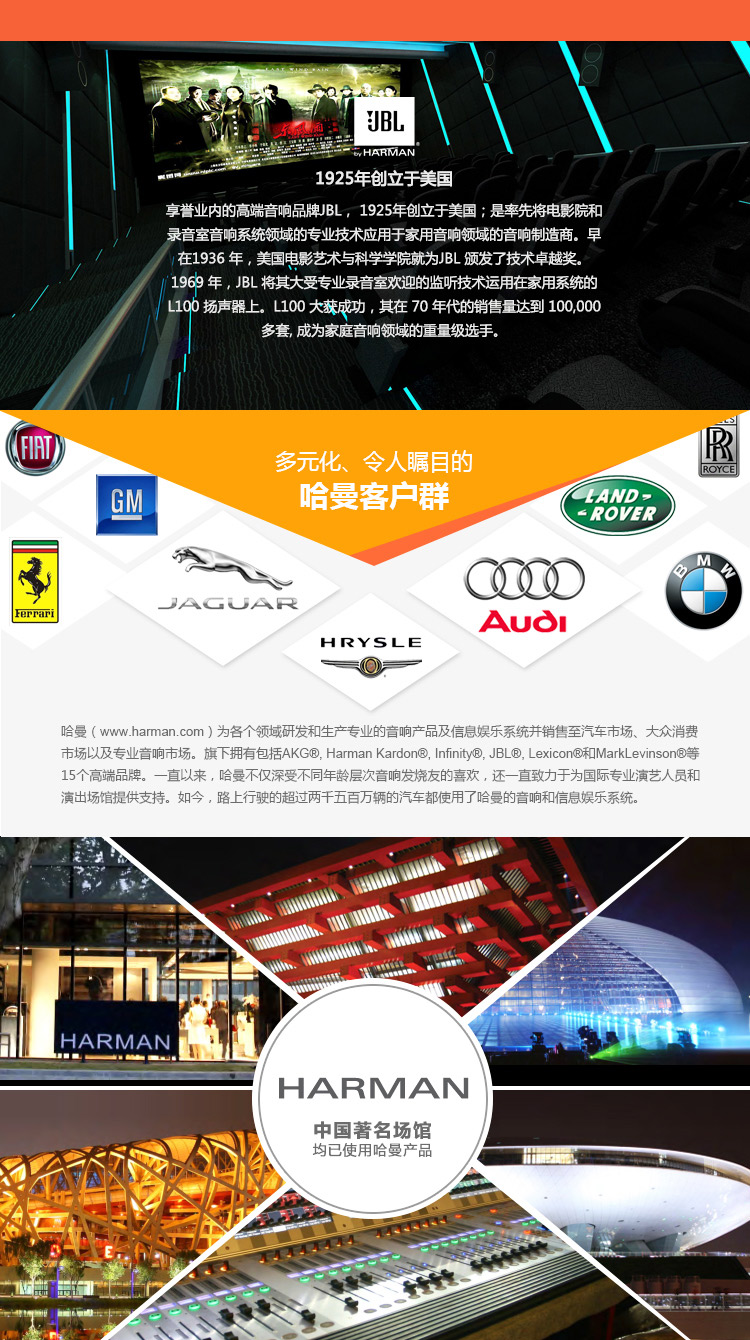 JBL
by HARMAN
1925年创立于美国
享誉业内的高端音响品牌JBL， 1925年创立于美国；是率先将电影院和
录音室音响系统领域的专业技术应用于家用音响领域的音响制造商。早
在1936 年，美国电影艺术与科学学院就为JBL 颁发了技术卓越奖。
1969 年，JBL 将其大受专业录音室欢迎的监听技术运用在家用系统的
L100 扬声器上。L100 大获成功，其在 70 年代的销售量达到 100,000
多套, 成为家庭音响领域的重量级选手。
多元化、令人瞩目的
哈曼客户群
FIAT
GM
RR
ROYCE
LAND-
-ROVER
Ferrari
JAGUAR
Audi
BMW
HRYSLE
哈曼（www.harman.com）为各个领域研发和生产专业的音响产品及信息娱乐系统并销售至汽车市场、大众消费
市场以及专业音响市场。旗下拥有包括AKG®, Harman Kardon®, Infinity®, JBL®, Lexicon®和MarkLevinson®等
15个高端品牌。一直以来，哈曼不仅深受不同年龄层次音响发烧友的喜欢，还一直致力于为国际专业演艺人员和
演出场馆提供支持。如今，路上行驶的超过两千五百万辆的汽车都使用了哈曼的音响和信息娱乐系统。
HARMAN
HARMAN
中国著名场馆
均已使用哈曼产品